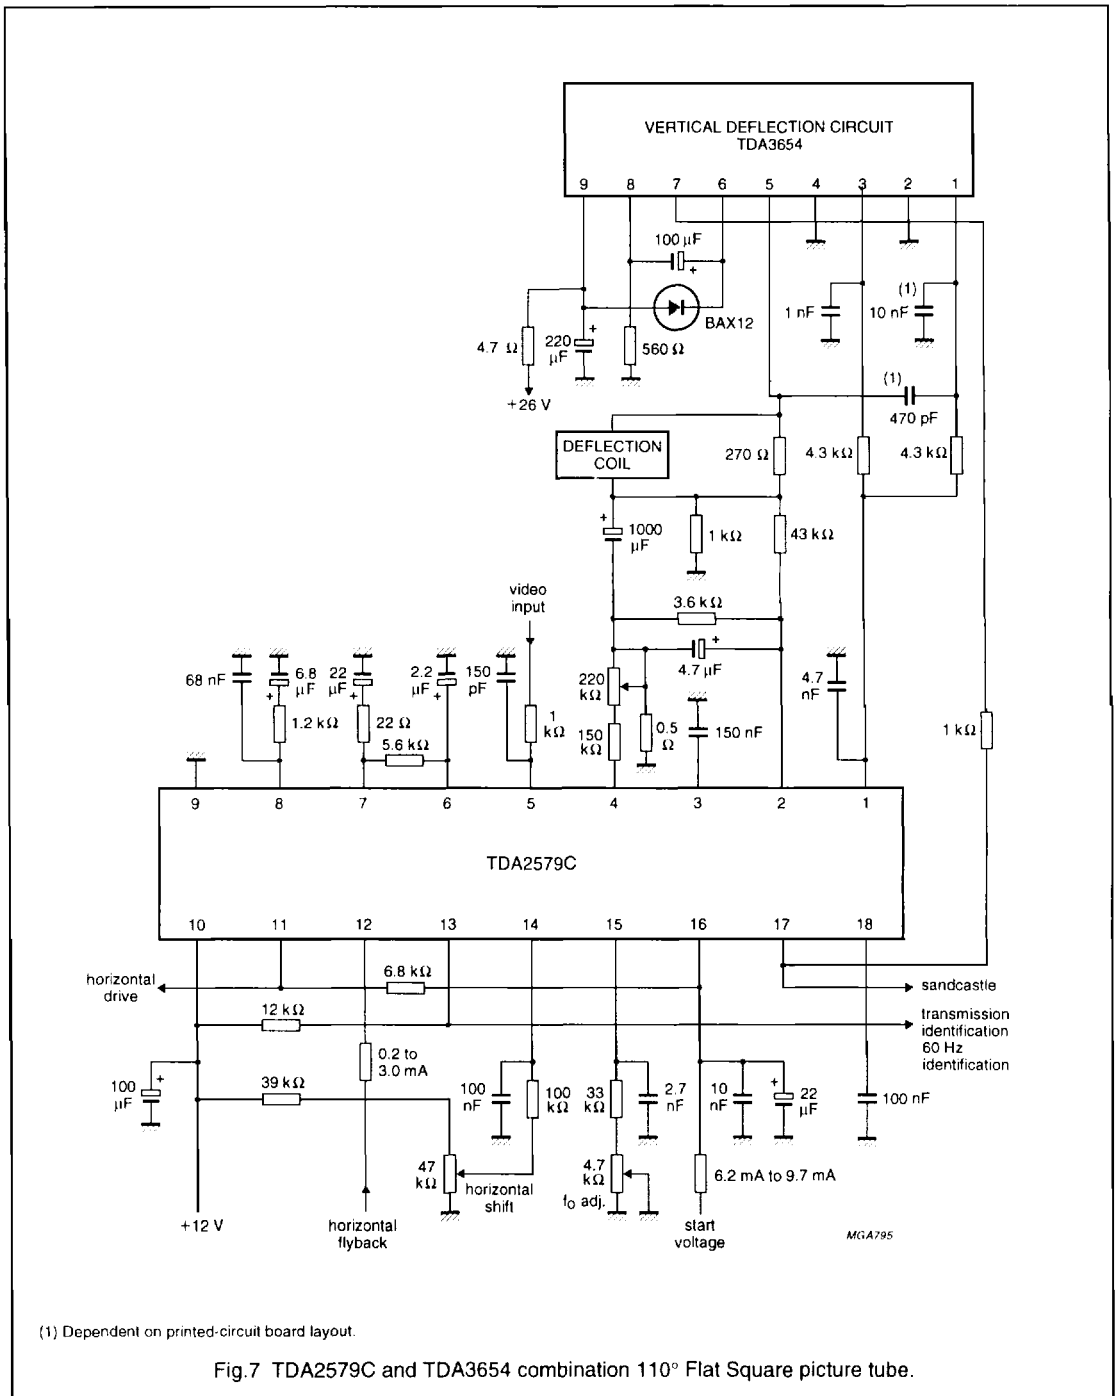 VERTICAL DEFLECTION CIRCUIT
TDA3654
9 8 7 6 5 4 3 2 1
100 µF
+
BAX12
1 nF
(1)
10 nF
4.7 Ω
220
µF
+
560 Ω
+26 V
(1)
470 pF
DEFLECTION
COIL
270 Ω
4.3 kΩ
4.3 kΩ
+
1000
µF
1 kΩ
43 kΩ
video
input
3.6 kΩ
+
4.7 µF
68 nF
6.8
µF
+
22
µF
+
2.2
µF
+
150
pF
220
kΩ
4.7
nF
1.2 kΩ
22 Ω
5.6 kΩ
1
kΩ
150
kΩ
0.5
Ω
150 nF
1 kΩ
9 8 7 6 5 4 3 2 1
TDA2579C
10 11 12 13 14 15 16 17 18
horizontal
drive
6.8 kΩ
sandcastle
12 kΩ
transmission
identification
60 Hz
identification
100
µF
+
0.2 to
3.0 mA
39 kΩ
100
nF
100
kΩ
33
kΩ
2.7
nF
10
nF
+
22
µF
100 nF
47
kΩ
horizontal
shift
4.7
kΩ
fO adj.
6.2 mA to 9.7 mA
+12 V
horizontal
flyback
start
voltage
MGA795
(1) Dependent on printed-circuit board layout.
Fig.7 TDA2579C and TDA3654 combination 110° Flat Square picture tube.